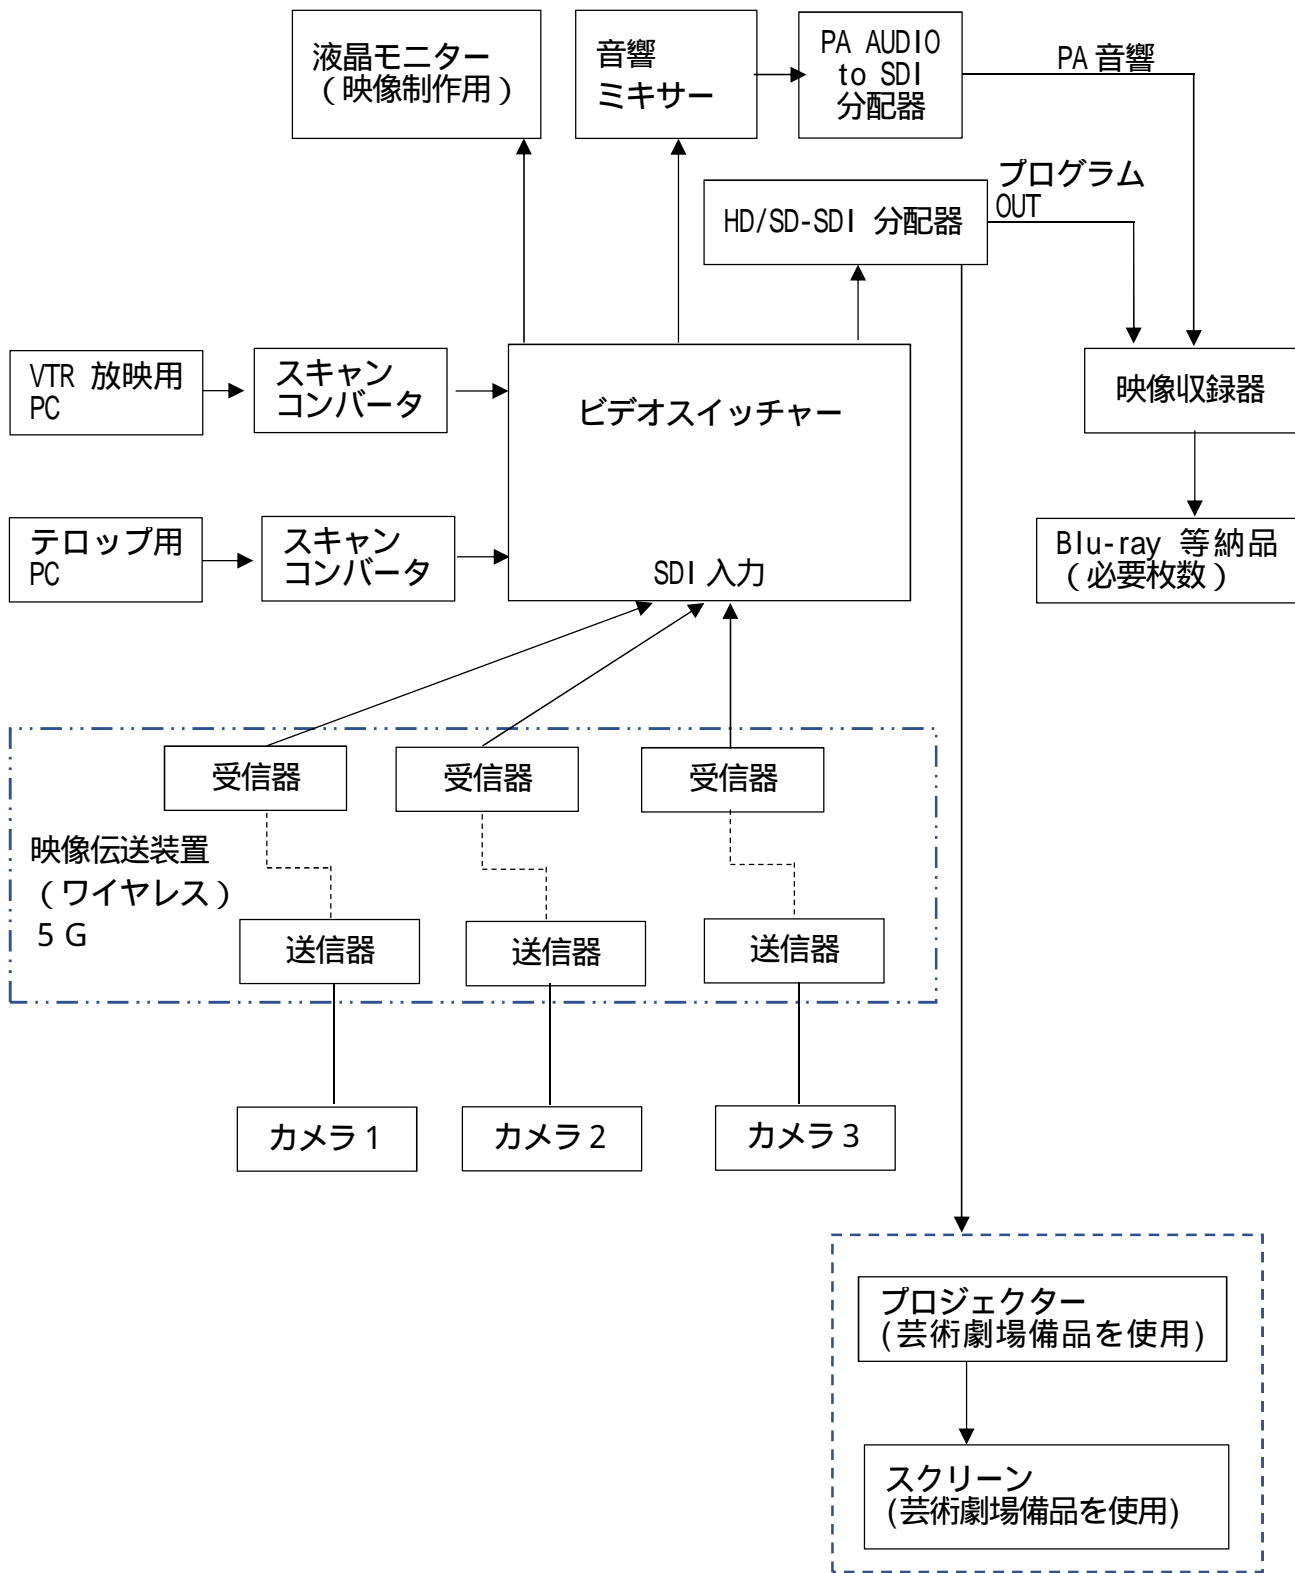 液晶モニター
（映像制作用）
音響
ミキサー
PA AUDIO
to SDI
分配器
PA 音響
HD/SD-SDI 分配器
プログラム
OUT
VTR 放映用
PC
スキャン
コンバータ
ビデオスイッチャー
映像収録器
テロップ用
PC
スキャン
コンバータ
SDI 入力
Blu-ray 等納品
（必要枚数）
受信器
受信器
受信器
映像伝送装置
（ワイヤレス）
５G
送信器
送信器
送信器
カメラ 1
カメラ 2
カメラ 3
プロジェクター
(芸術劇場備品を使用)
スクリーン
(芸術劇場備品を使用)